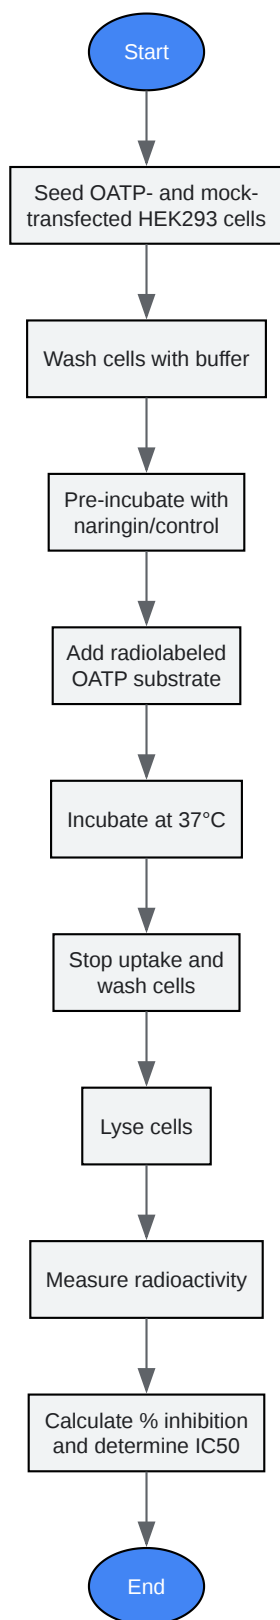 Start
Seed OATP- and mock-
transfected HEK293 cells
Wash cells with buffer
Pre-incubate with
naringin/control
Add radiolabeled
OATP substrate
Incubate at 37°C
Stop uptake and
wash cells
Lyse cells
Measure radioactivity
Calculate % inhibition
and determine IC50
End